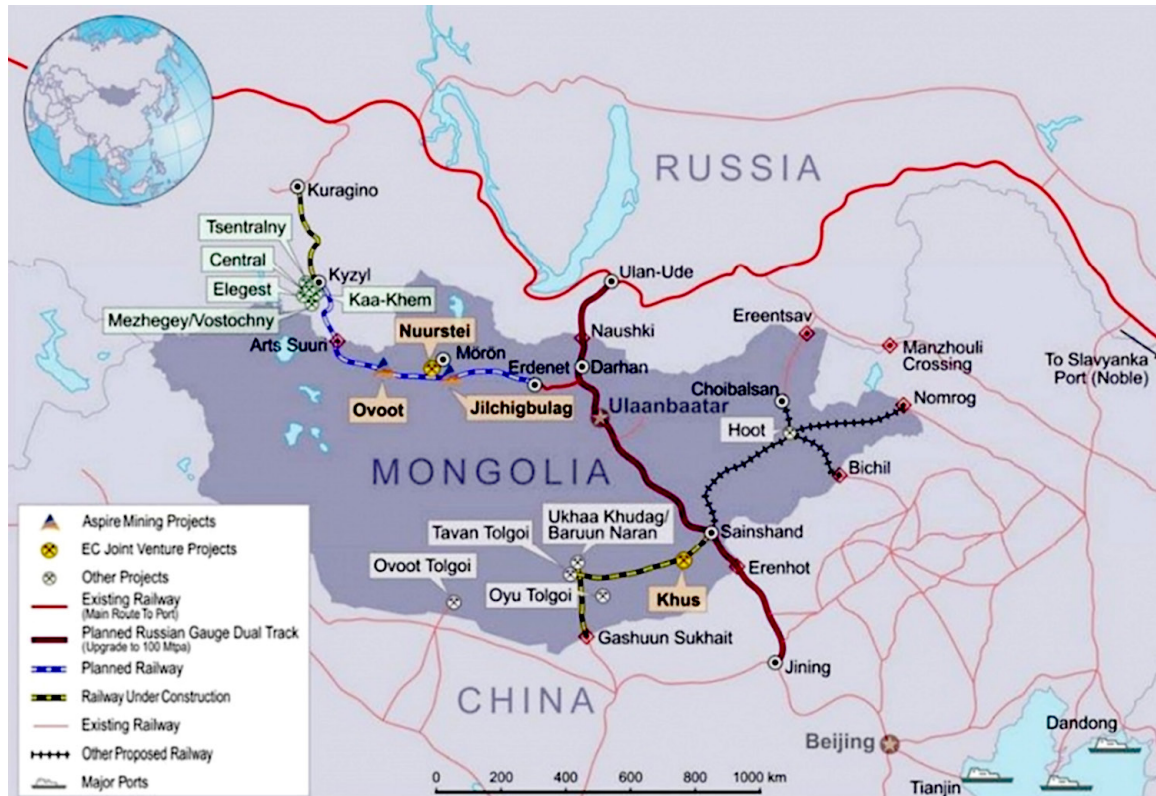 RUSSIA
Kuragino
Tsentralny
Central
Kyzyl
Elegest
Kaa-Khem
Mezhegey/Vostochny
Ulan-Ude
Ereentsav
Nuurstei
Naushki
Arts Suuri
Mörön
Manzhouli
Crossing
To Slavyanka
Port (Noble)
Erdenet
Darhan
Choibalsan
Nomrog
Ovoot
Jilchigbulag
Ulaanbaatar
Hoot
MONGOLIA
Bichil
Ukhaa Khudag/
Baruun Naran
Tavan Tolgoi
Sainshand
Ovoot Tolgoi
Erenhot
Oyu Tolgoi
Khus
Gashuun Sukhait
Jining
CHINA
Beijing
Dandong
Tianjin
Aspire Mining Projects
EC Joint Venture Projects
Other Projects
Existing Railway
(Main Route To Port)
Planned Russian Gauge Dual Track
(Upgrade to 100 Mtpa)
Planned Railway
Railway Under Construction
Existing Railway
Other Proposed Railway
Major Ports
0 200 400 600 800 1000 km